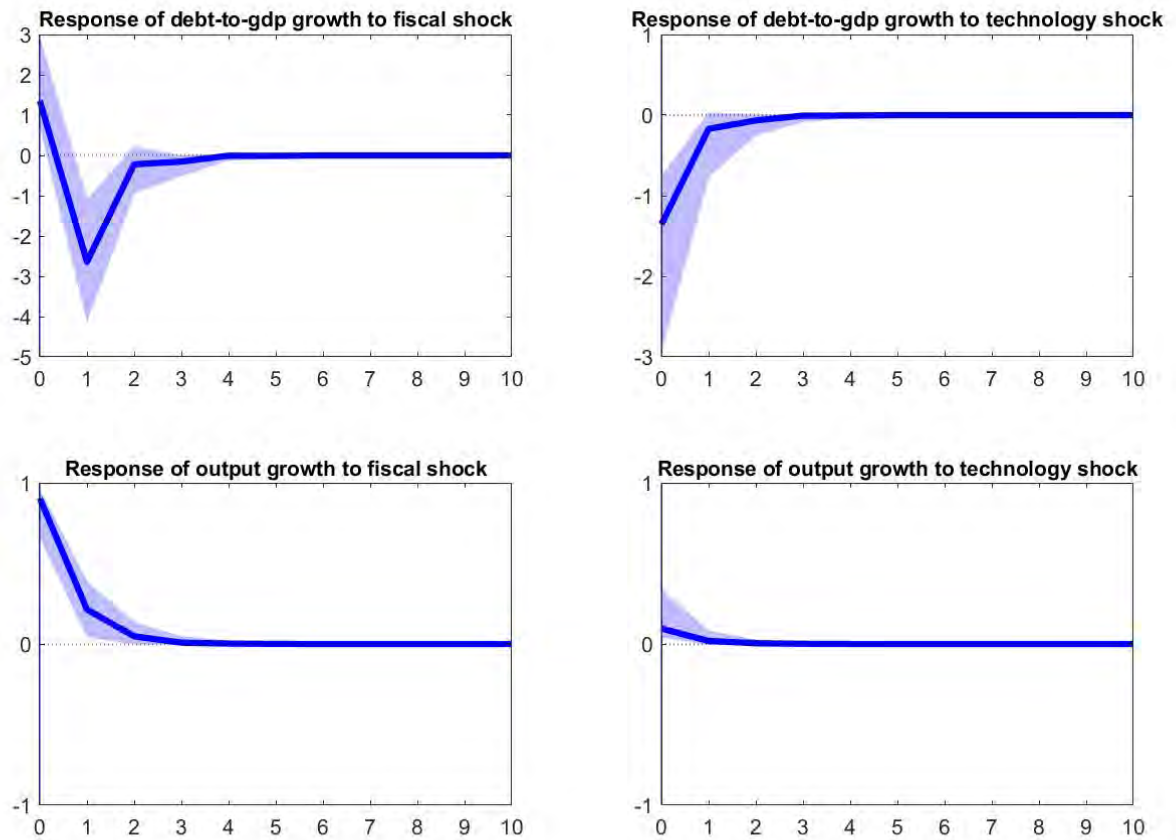 Response of debt-to-gdp growth to fiscal shock
3
2
1
0
-1
-2
-3
-4
-5
0 1 2 3 4 5 6 7 8 9 10
Response of debt-to-gdp growth to technology shock
1
0
-1
-2
-3
0 1 2 3 4 5 6 7 8 9 10
Response of output growth to fiscal shock
1
0
-1
0 1 2 3 4 5 6 7 8 9 10
Response of output growth to technology shock
1
0
-1
0 1 2 3 4 5 6 7 8 9 10